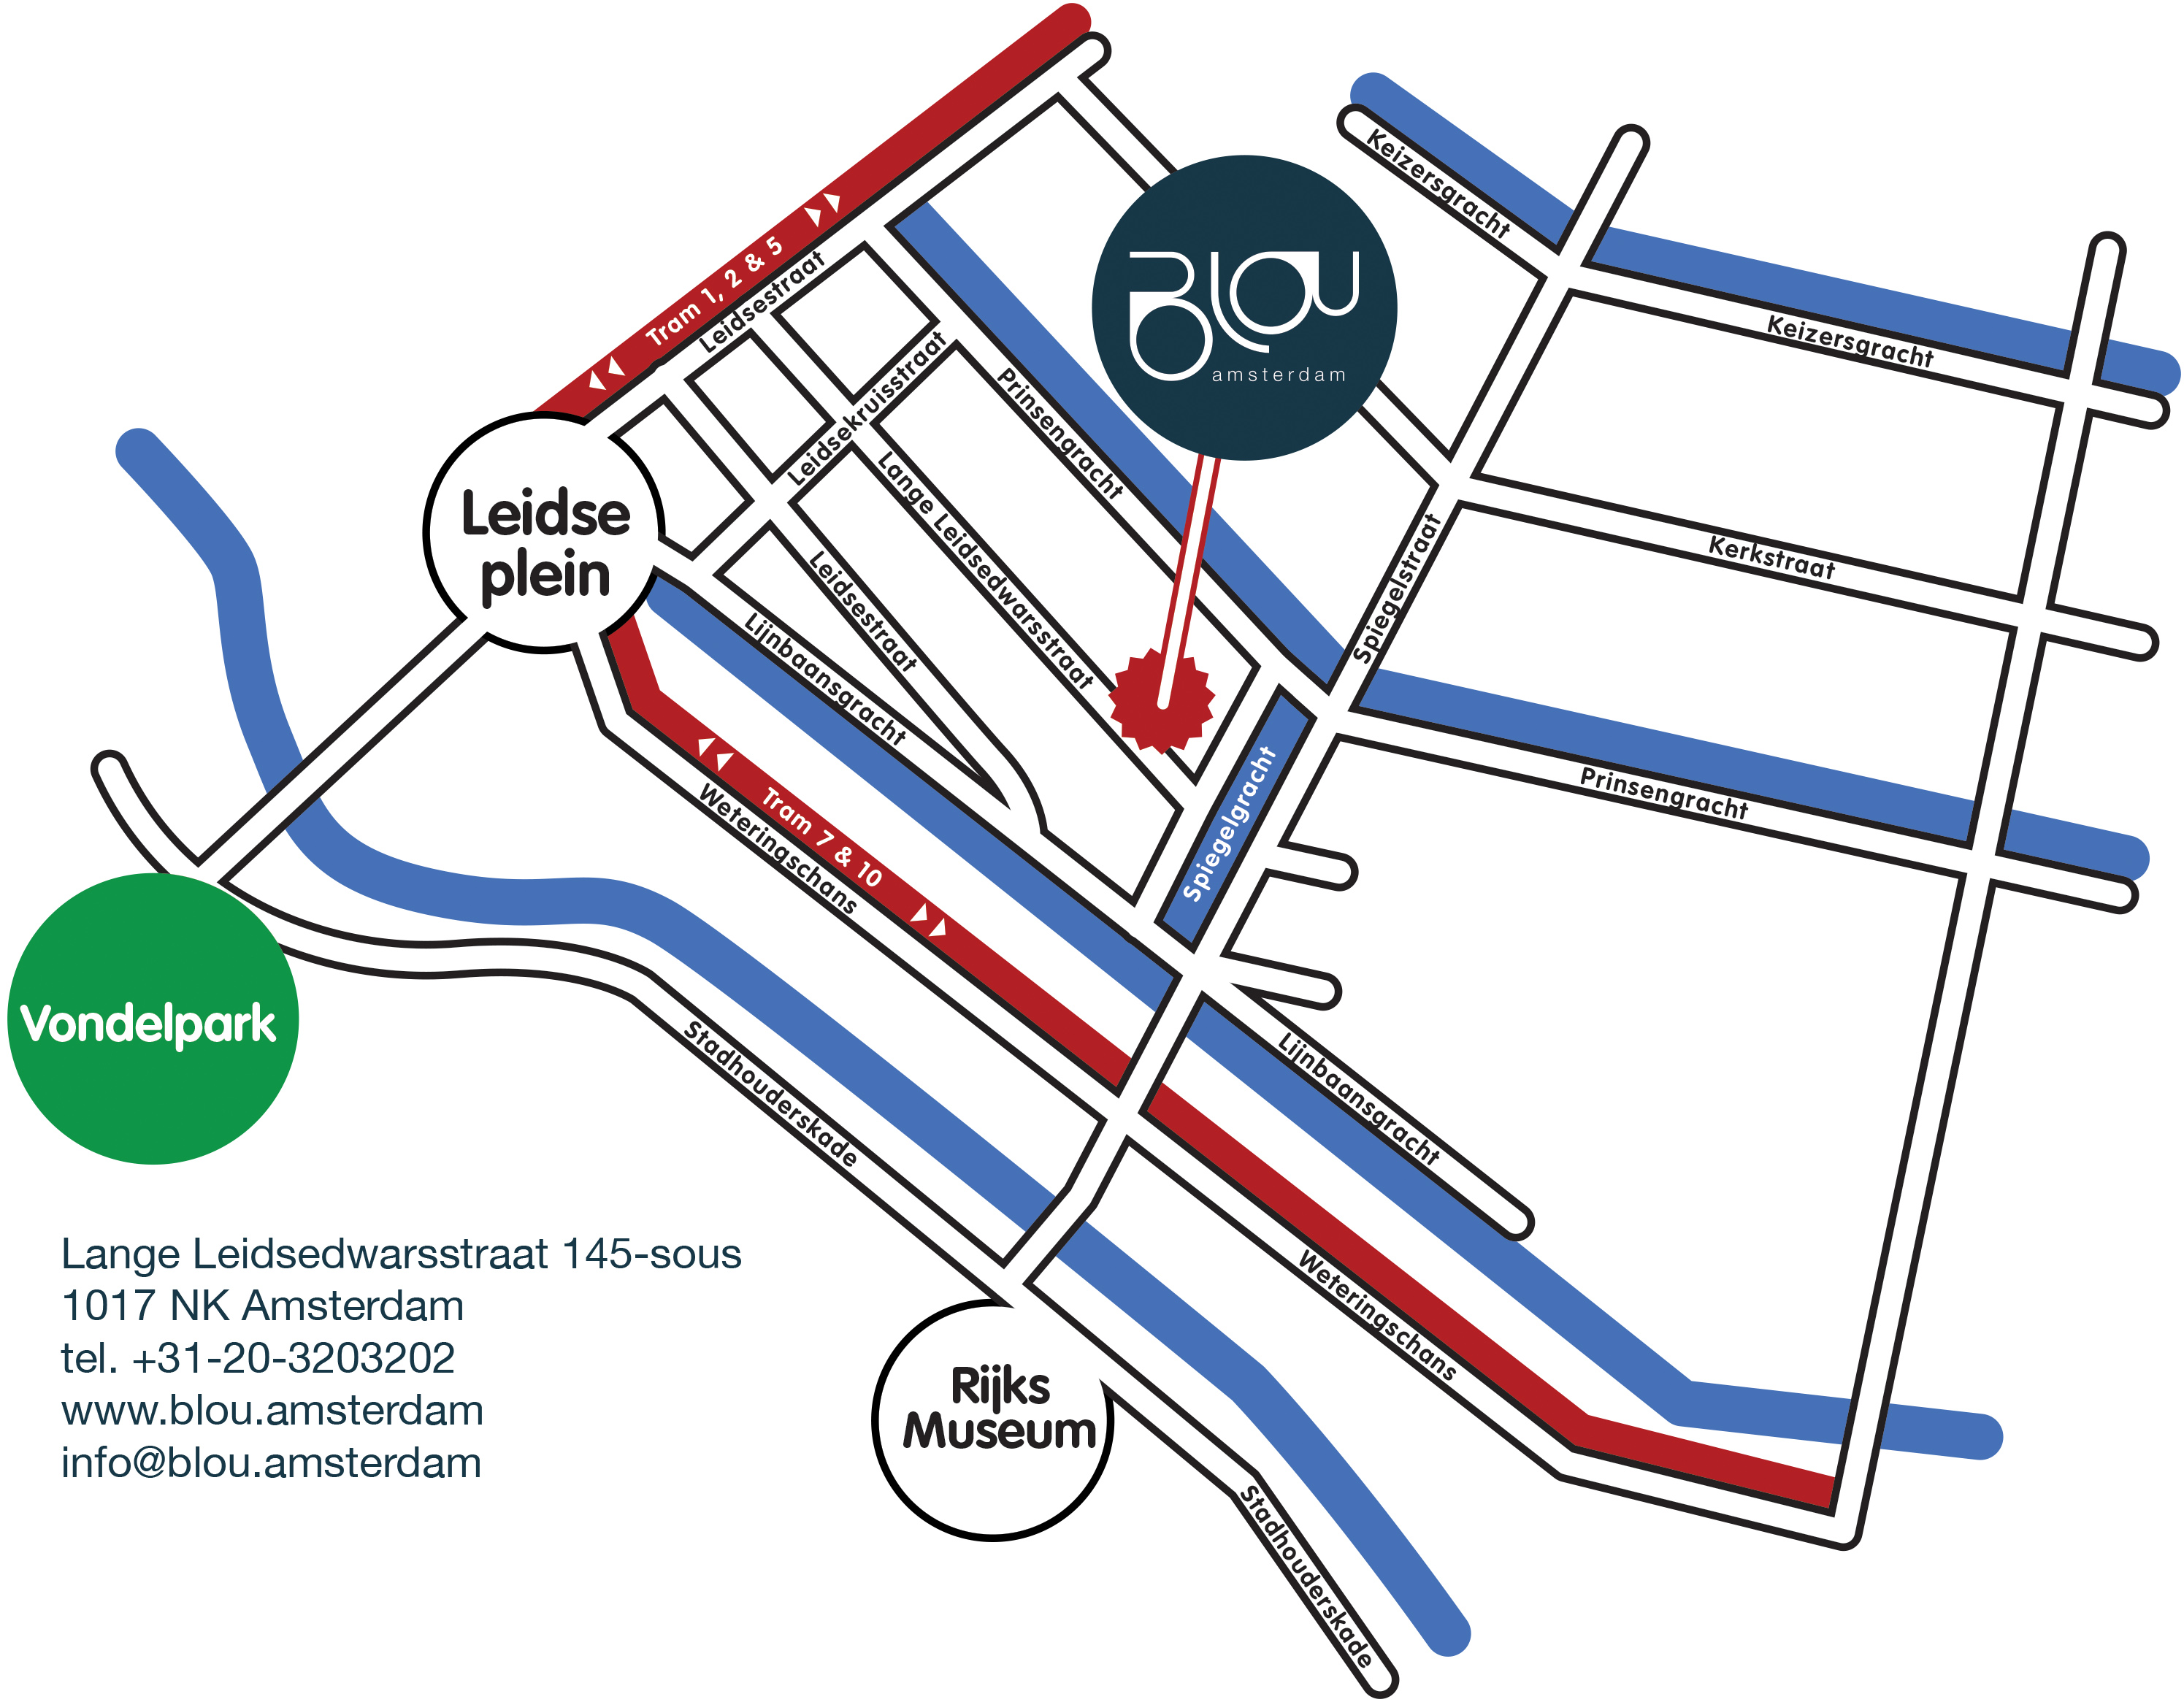 Keizersgracht
Tram 1, 2 & 5
Leidsestraat
Blou
amsterdam
Keizersgracht
Leidsekruisstraat
Prinsengracht
Leidse
plein
Lange Leidsedwarsstraat
Spiegelstraat
Kerkstraat
Leidsestraat
Lijnbaansgracht
Prinsengracht
Spiegelgracht
Tram 7 & 10
Weteringschans
Vondelpark
Stadhouderskade
Lijnbaansgracht
Weteringschans
Rijks
Museum
Stadhouderskade
Lange Leidsedwarsstraat 145-sous
1017 NK Amsterdam
tel. +31-20-3203202
www.blou.amsterdam
info@blou.amsterdam